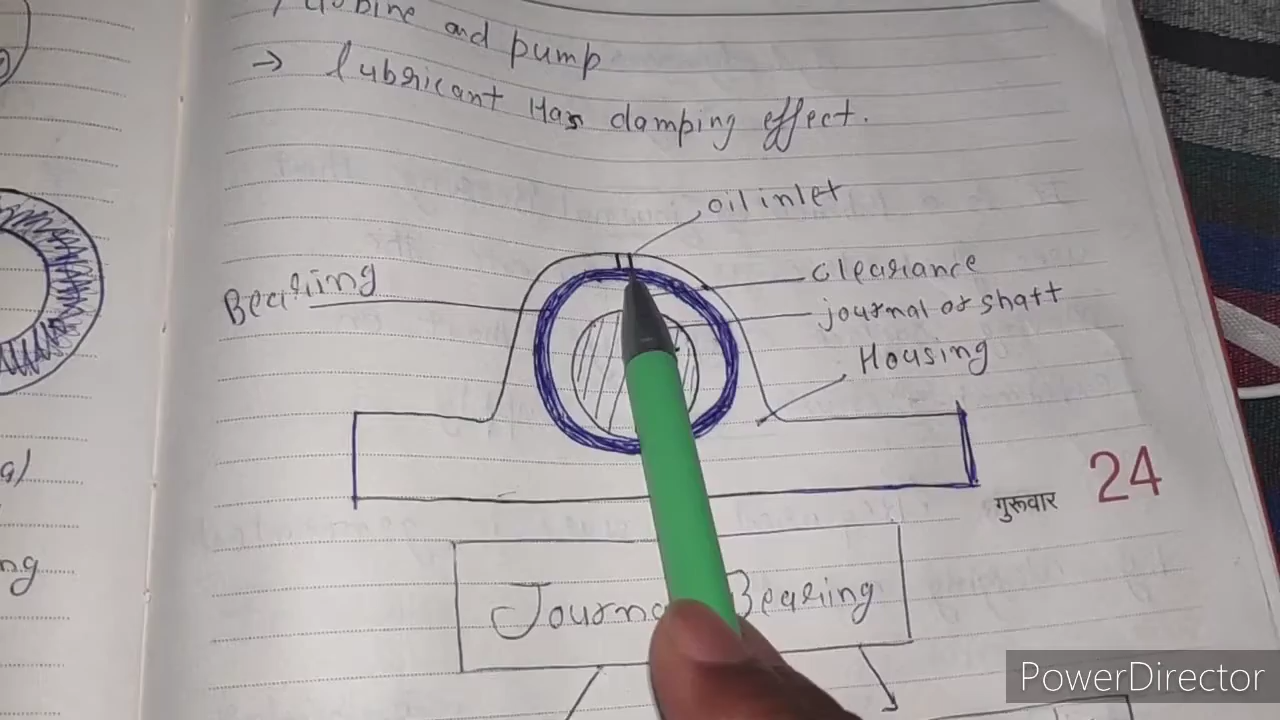 and pump
→ lubricant Has damping effect.
oil inlet
Bearing
clearance
journal or shaft
Housing
गुरूवार 24
Bearing
PowerDirector